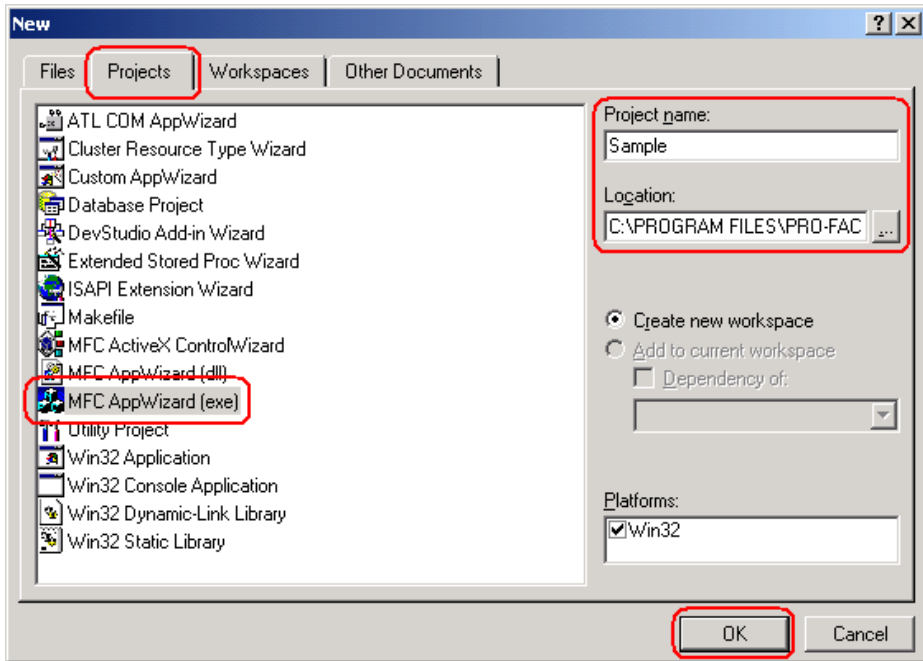 New
Files Projects Workspaces Other Documents
ATL COM AppWizard
Cluster Resource Type Wizard
Custom AppWizard
Database Project
DevStudio Add-in Wizard
Extended Stored Proc Wizard
ISAPI Extension Wizard
Makefile
MFC ActiveX ControlWizard
MFC AppWizard (dll)
MFC AppWizard (exe)
Utility Project
Win32 Application
Win32 Console Application
Win32 Dynamic-Link Library
Win32 Static Library
Project name:
Sample
Location:
C:\PROGRAM FILES\PRO-FAC ...
Create new workspace
Add to current workspace
Dependency of:
Platforms:
Win32
OK Cancel